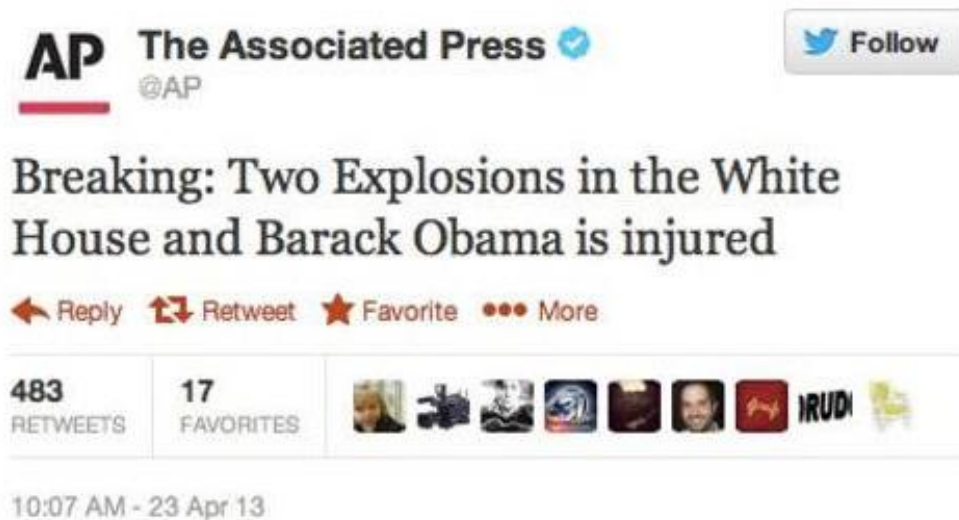 AP The Associated Press
@AP
Follow
Breaking: Two Explosions in the White
House and Barack Obama is injured
Reply Retweet Favorite More
483 17
RETWEETS FAVORITES
10:07 AM - 23 Apr 13